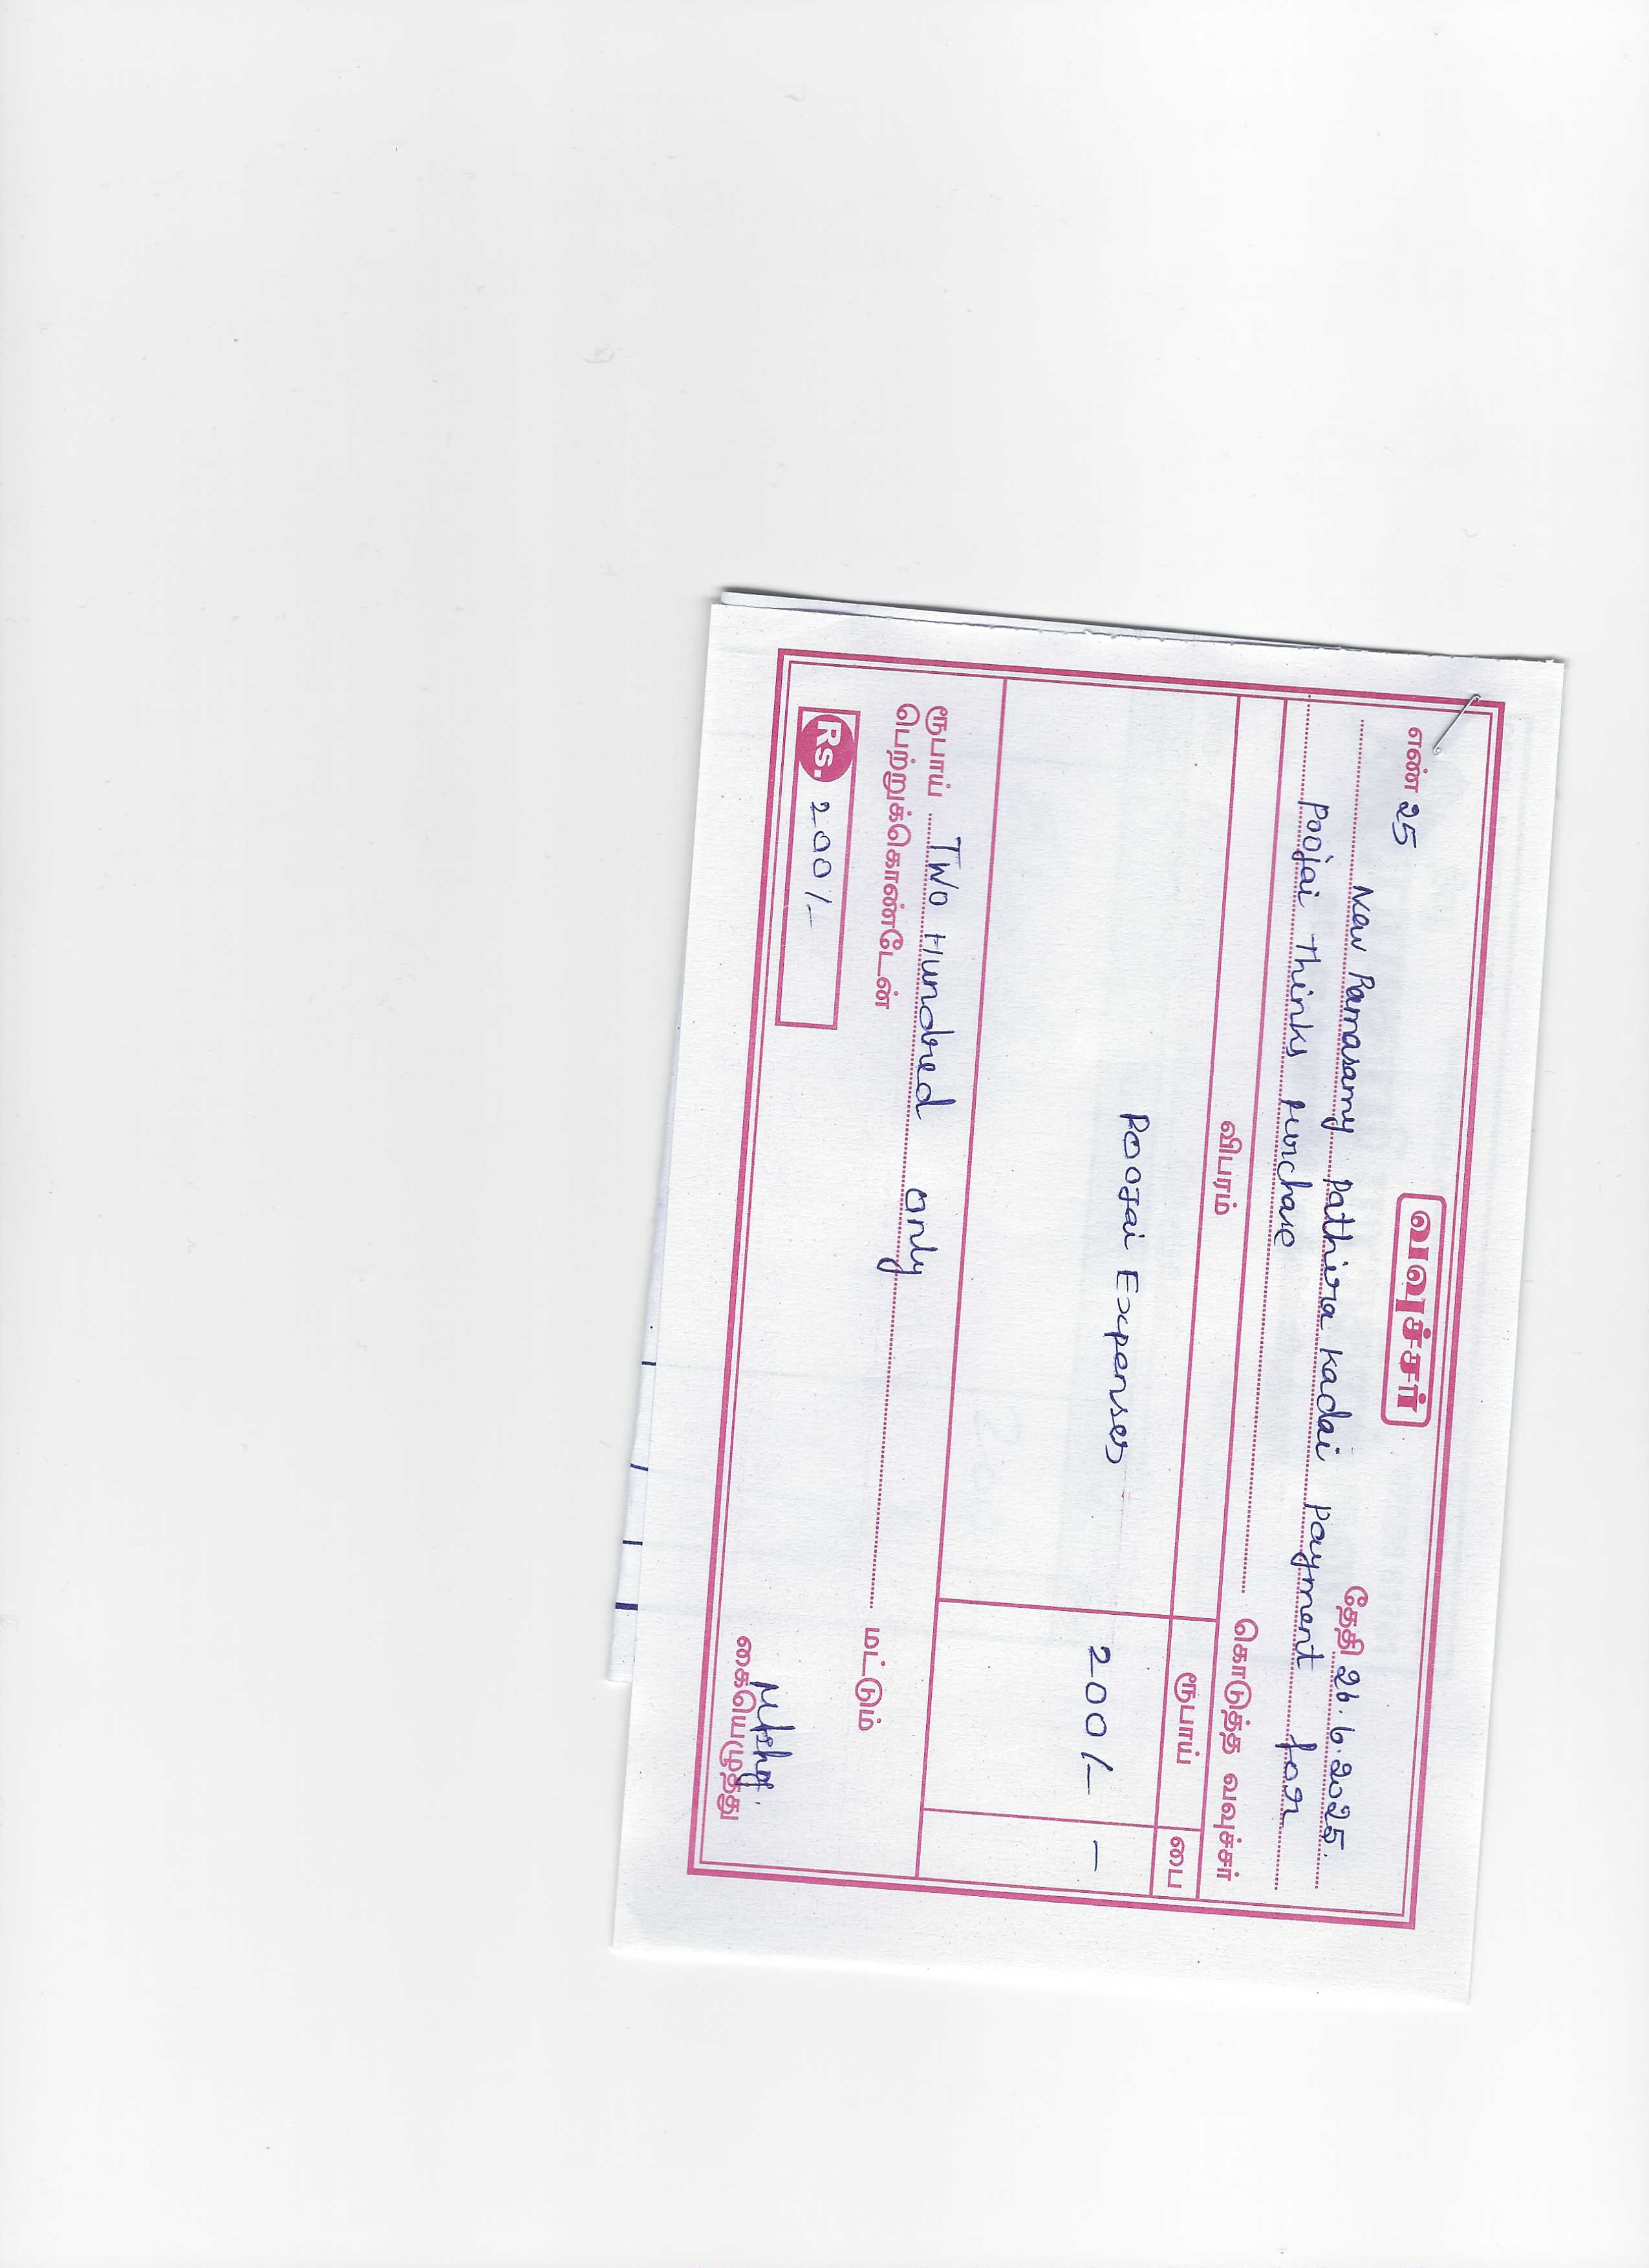 வவுச்சர்
எண் 25
தேதி 26.6.2025.
New Ramasamy Pathira kadai Payment for
Poojai Thinks Purchase
கொடுத்த வவுச்சர்
விபரம் ரூபாய் பை
Poojai Expenses 200/- -
ரூபாய் Two Hundred only மட்டும்
பெற்றுக்கொண்டேன்
Rs. 200/-
கையெழுத்து